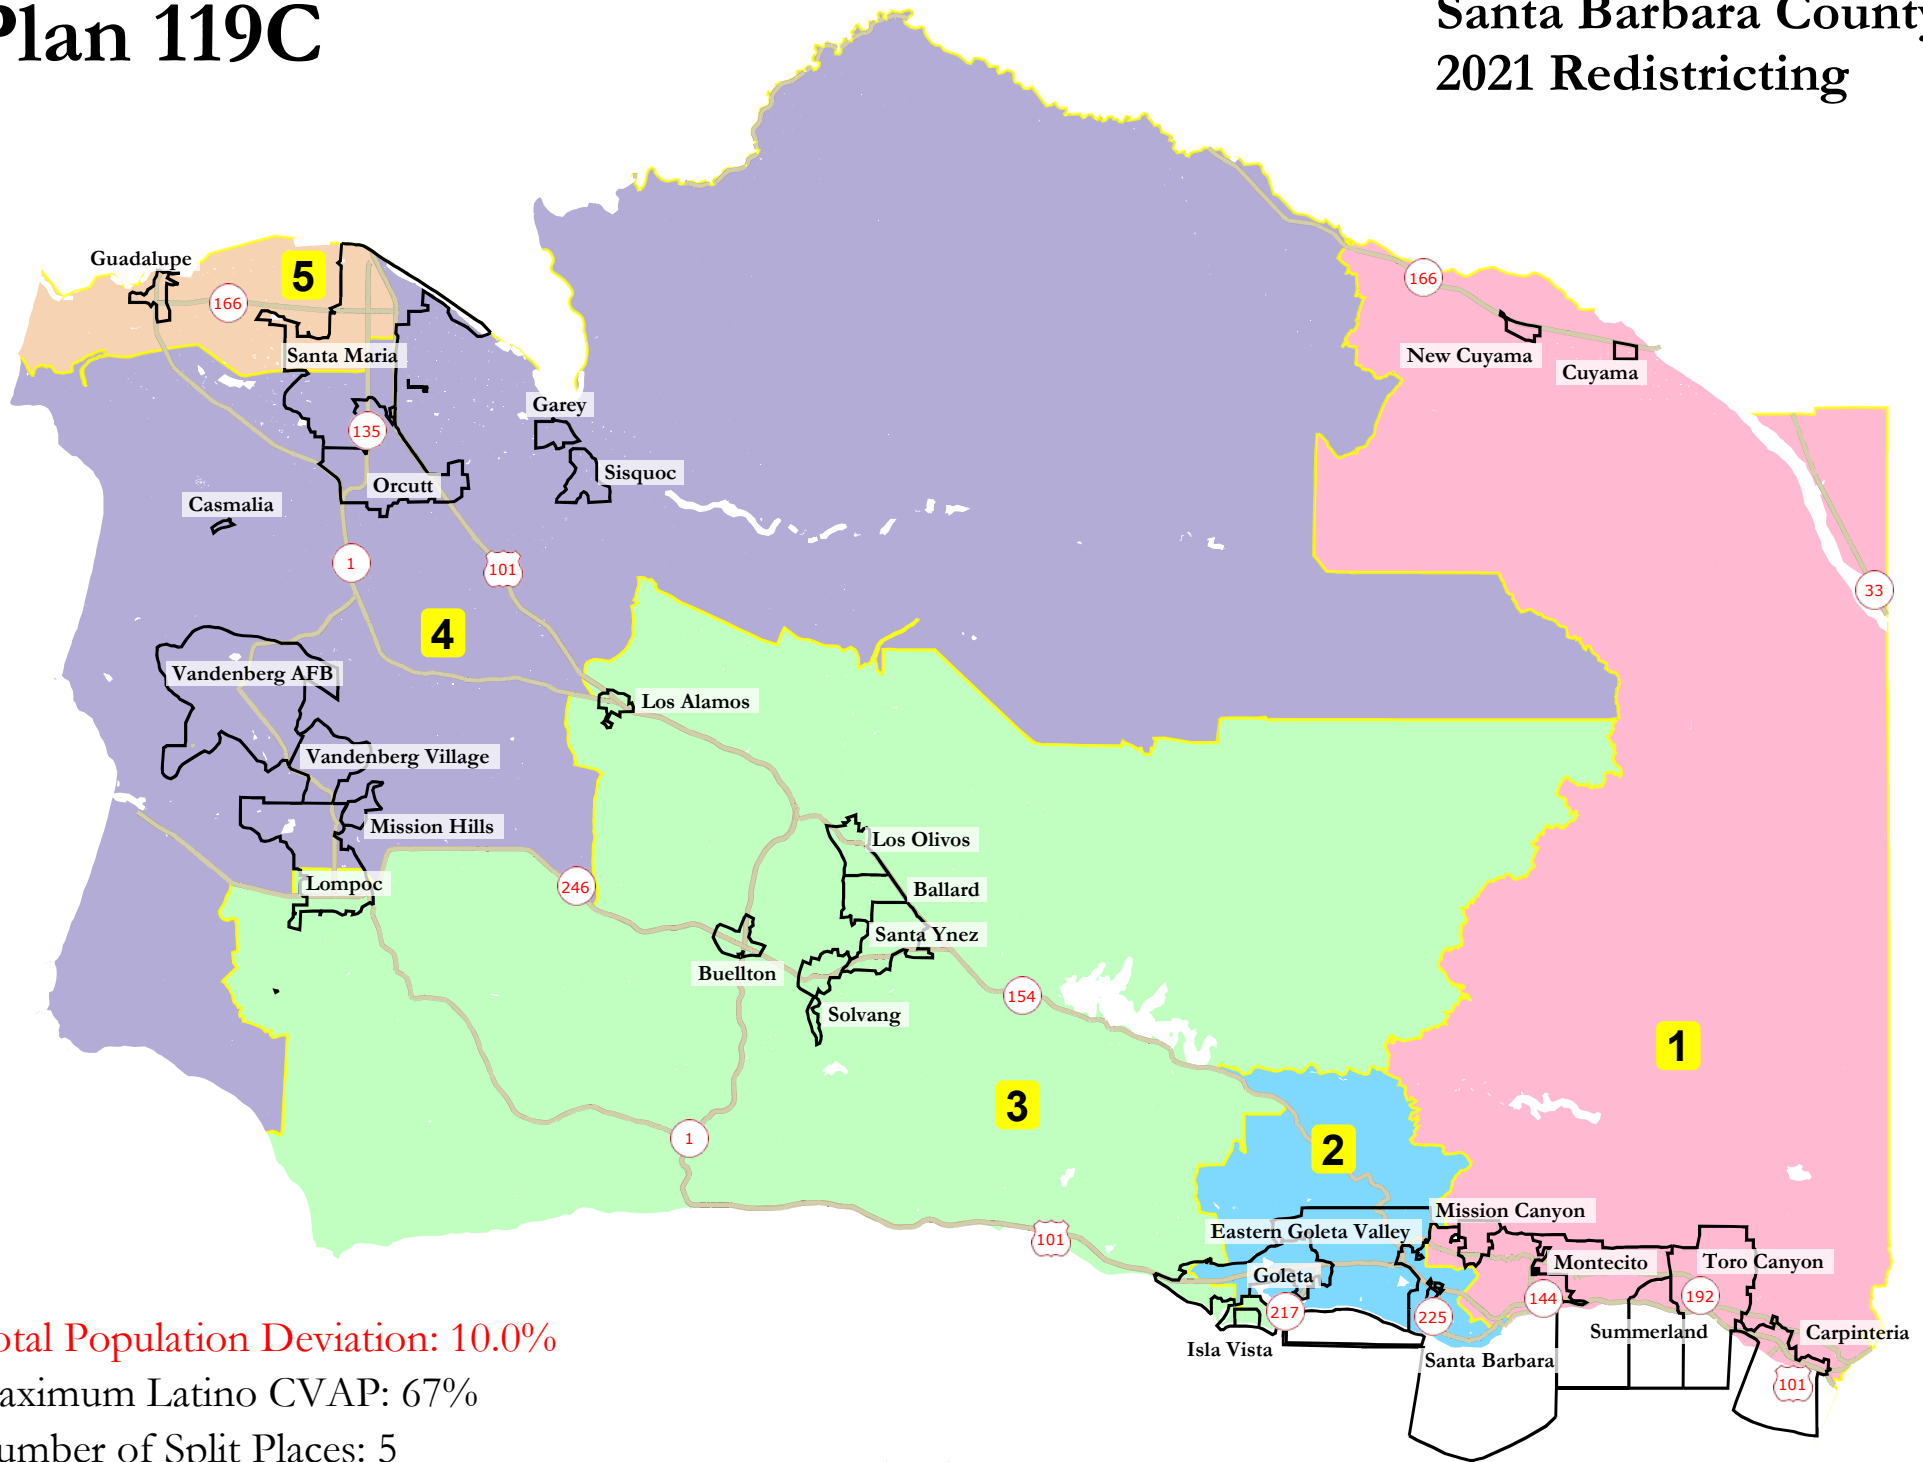 Plan 119C
Santa Barbara County
2021 Redistricting
Guadalupe
5
166
166
Santa Maria
New Cuyama
Cuyama
Garey
135
Sisquoc
Orcutt
Casmalia
1
101
33
4
Vandenberg AFB
Los Alamos
Vandenberg Village
Mission Hills
Los Olivos
Lompoc
246
Ballard
Santa Ynez
Buellton
154
Solvang
1
3
2
1
Mission Canyon
Eastern Goleta Valley
101
Montecito
Toro Canyon
Goleta
144
192
217
225
Summerland
Carpinteria
Isla Vista
Santa Barbara
101
otal Population Deviation: 10.0%
aximum Latino CVAP: 67%
umber of Split Places: 5